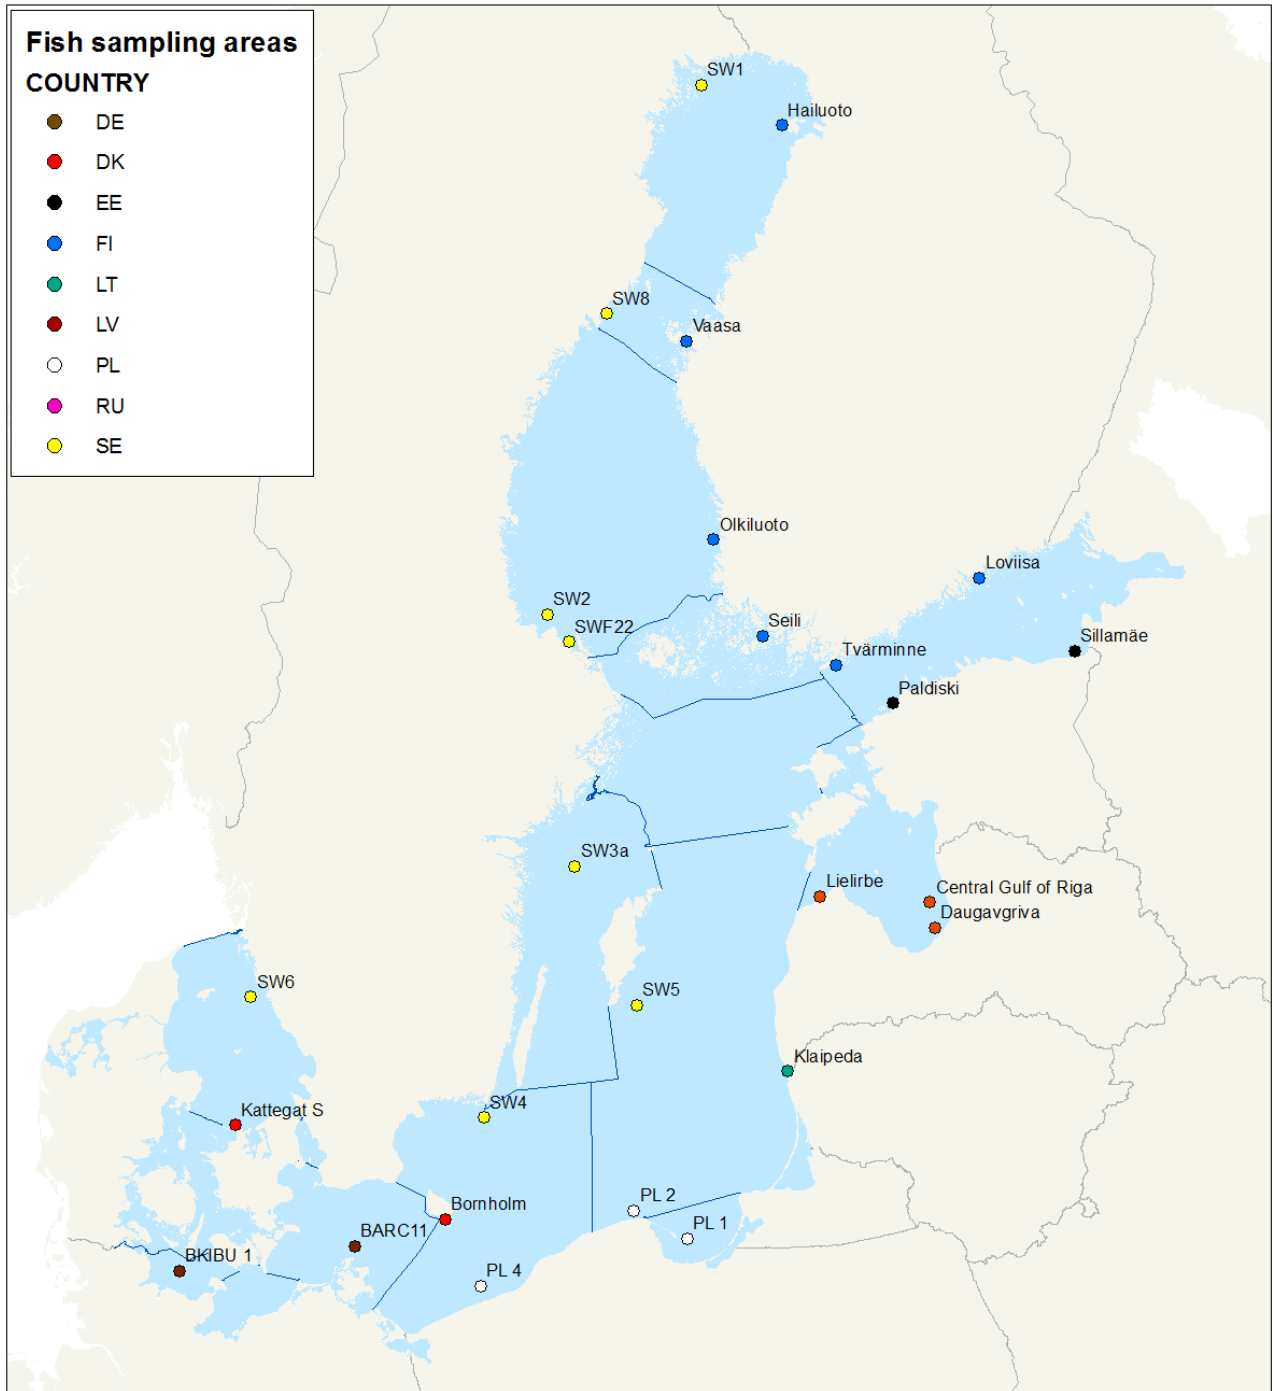 Fish sampling areas
COUNTRY
DE
DK
EE
FI
LT
LV
PL
RU
SE
SW1
Hailuoto
SW8
Vaasa
Olkiluoto
Loviisa
SW2
SWF22
Seili
Sillamäe
Tvärminne
Paldiski
SW3a
Lielirbe
Central Gulf of Riga
Daugavgriva
SW6
SW5
Klaipeda
Kattegat S
SW4
PL 2
Bornholm
PL 1
BARC11
BKIBU 1
PL 4